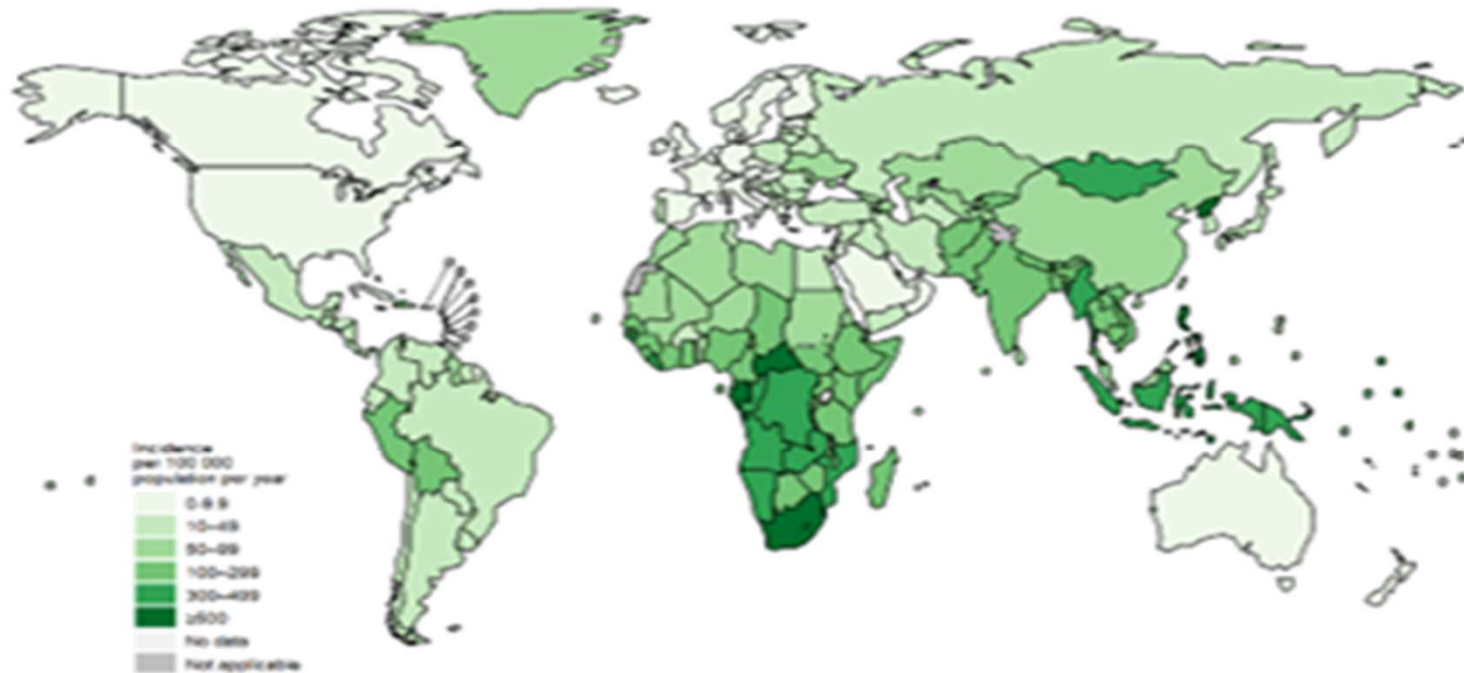 Incidence
per 100 000
population per year
0–9.9
10–49
50–99
100–299
300–499
≥500
No data
Not applicable